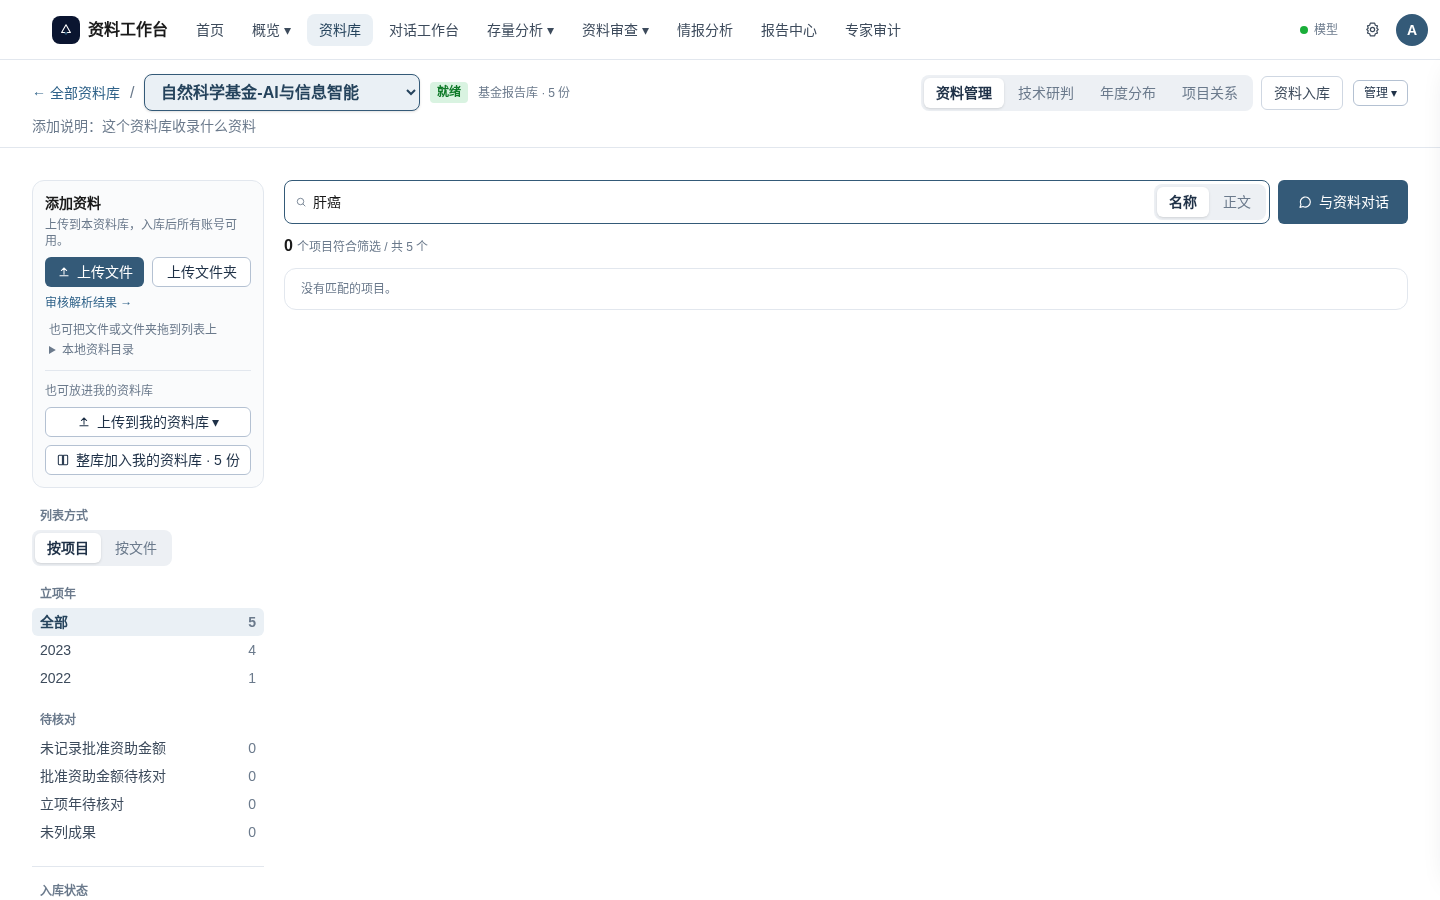 资料工作台 首页 概览 ▾ 资料库 对话工作台 存量分析 ▾ 资料审查 ▾ 情报分析 报告中心 专家审计 模型 A
← 全部资料库 / 自然科学基金-AI与信息智能 就绪 基金报告库 · 5 份 资料管理 技术研判 年度分布 项目关系 资料入库 管理 ▾
添加说明：这个资料库收录什么资料
添加资料
上传到本资料库，入库后所有账号可
用。
上传文件 上传文件夹
审核解析结果 →
也可把文件或文件夹拖到列表上
▶ 本地资料目录
也可放进我的资料库
上传到我的资料库 ▾
整库加入我的资料库 · 5 份
列表方式
按项目 按文件
立项年
全部 5
2023 4
2022 1
待核对
未记录批准资助金额 0
批准资助金额待核对 0
立项年待核对 0
未列成果 0
入库状态
肝癌 名称 正文 与资料对话
0 个项目符合筛选 / 共 5 个
没有匹配的项目。